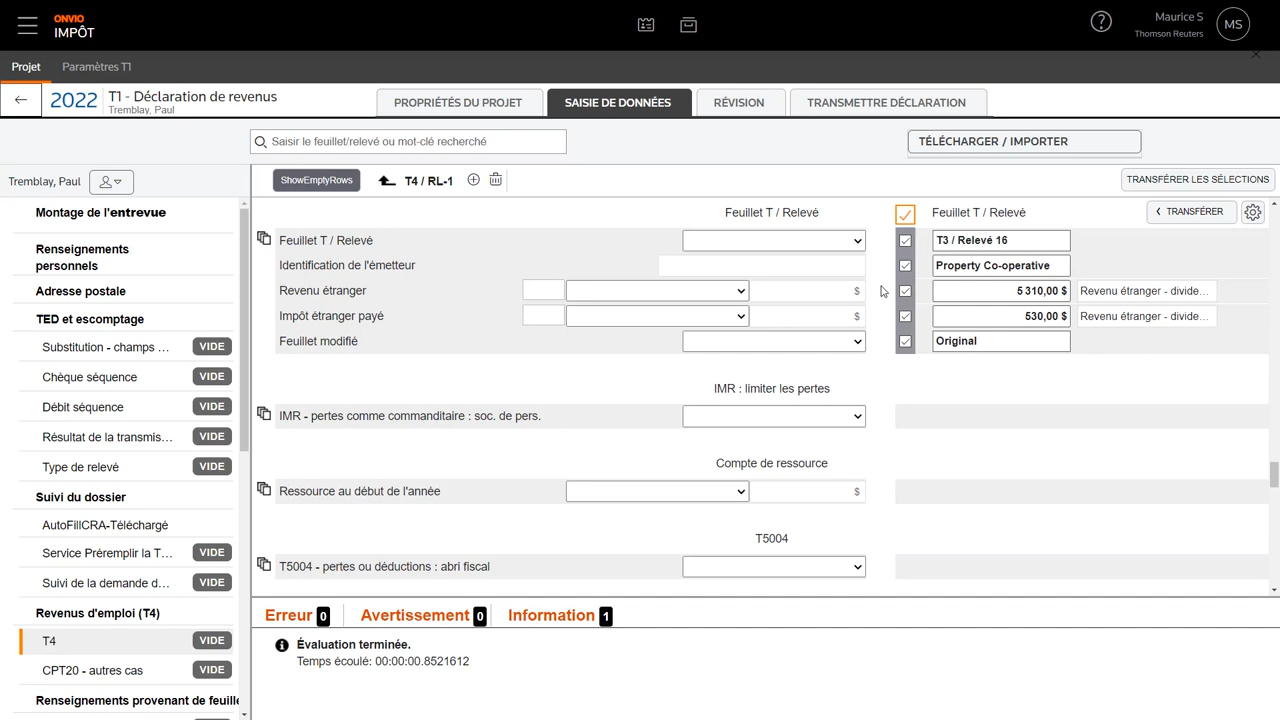 ONVIO
IMPÔT
Maurice S
Thomson Reuters
MS
Projet
Paramètres T1
2022
T1 - Déclaration de revenus
Tremblay, Paul
PROPRIÉTÉS DU PROJET
SAISIE DE DONNÉES
RÉVISION
TRANSMETTRE DÉCLARATION
Saisir le feuillet/relevé ou mot-clé recherché
TÉLÉCHARGER / IMPORTER
Tremblay, Paul
ShowEmptyRows
T4 / RL-1
TRANSFÉRER LES SÉLECTIONS
Montage de l'entrevue
Renseignements
personnels
Adresse postale
TED et escomptage
Substitution - champs ... VIDE
Chèque séquence VIDE
Débit séquence VIDE
Résultat de la transmis... VIDE
Type de relevé VIDE
Suivi du dossier
AutoFillCRA-Téléchargé
Service Préremplir la T... VIDE
Suivi de la demande d... VIDE
Revenus d'emploi (T4)
T4 VIDE
CPT20 - autres cas VIDE
Renseignements provenant de feuille
Feuillet T / Relevé
Feuillet T / Relevé
TRANSFÉRER
Feuillet T / Relevé
T3 / Relevé 16
Identification de l'émetteur
Property Co-operative
Revenu étranger
$
5 310,00 $
Revenu étranger - divide...
Impôt étranger payé
$
530,00 $
Revenu étranger - divide...
Feuillet modifié
Original
IMR : limiter les pertes
IMR - pertes comme commanditaire : soc. de pers.
Compte de ressource
Ressource au début de l'année
$
T5004
T5004 - pertes ou déductions : abri fiscal
Erreur 0
Avertissement 0
Information 1
Évaluation terminée.
Temps écoulé: 00:00:00.8521612